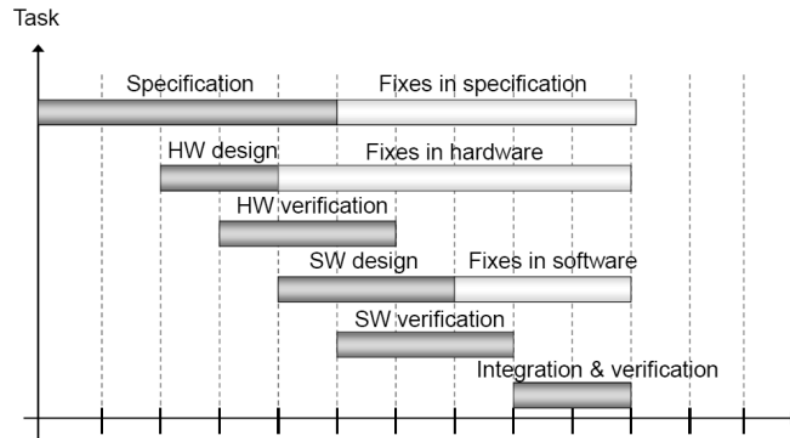 Task
Specification
Fixes in specification
HW design
Fixes in hardware
HW verification
SW design
Fixes in software
SW verification
Integration & verification